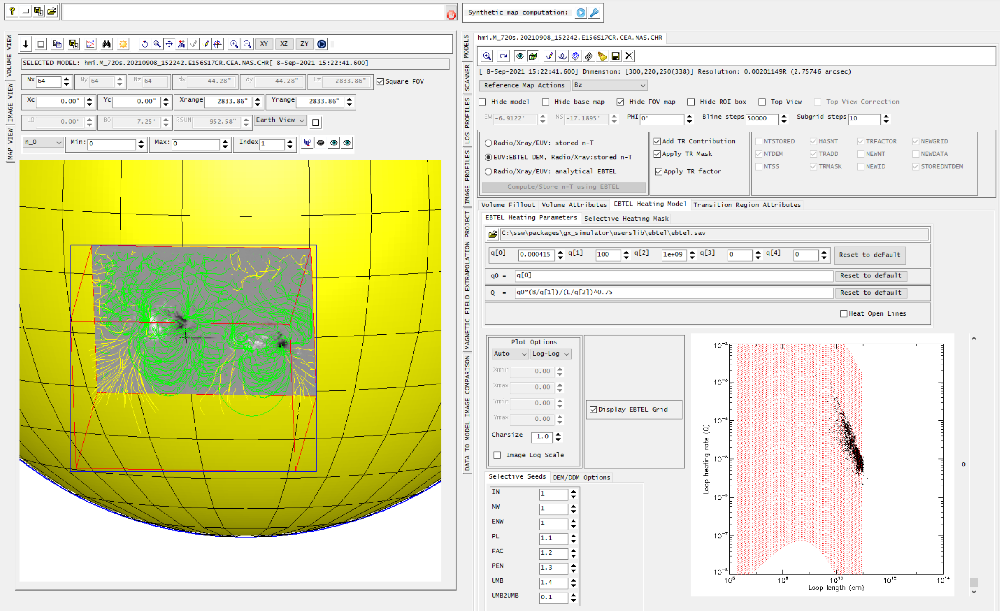 Synthetic map computation:
VOLUME VIEW
IMAGE VIEW
MAP VIEW
XY XZ ZY
SELECTED MODEL: hmi.M_720s.20210908_152242.E156S17CR.CEA.NAS.CHR[ 8-Sep-2021 15:22:41.600]
Nx 64 Ny 64 Nz 64 dx 44.28" dy 44.28" Lz 2833.86" Square FOV
Xc 0.00" Yc 0.00" Xrange 2833.86" Yrange 2833.86"
L0 0.00° B0 7.25° RSUN 952.58" Earth View
n_0 Min: 0 Max: 0 Index 1
MODELS
SCANNER
LOS PROFILES
IMAGE PROFILES
MAGNETIC FIELD EXTRAPOLATION PROJECT
DATA TO MODEL IMAGE COMPARISON
hmi.M_720s.20210908_152242.E156S17CR.CEA.NAS.CHR
[ 8-Sep-2021 15:22:41.600] Dimension: [300,220,250(338)] Resolution: 0.00201149R (2.75746 arcsec)
Reference Map Actions Bz
Hide model Hide base map Hide FOV map Hide ROI box Top View Top View Correction
EW -6.9122° NS -17.1895° PHI 0° Bline steps 50000 Subgrid steps 10
Radio/Xray/EUV: stored n-T
EUV:EBTEL DEM, Radio/Xray:stored n-T
Radio/Xray/EUV: analytical EBTEL
Compute/Store n-T using EBTEL
Add TR Contribution
Apply TR Mask
Apply TR factor
NTSTORED HASNT TRFACTOR NEWGRID
NTDEM TRADD NEWNT NEWDATA
NTSS TRMASK NEWID STOREDNTDEM
Volume Fillout Volume Attributes EBTEL Heating Model Transition Region Attributes
EBTEL Heating Parameters Selective Heating Mask
C:\ssw\packages\gx_simulator\userslib\ebtel\ebtel.sav
q[0] 0.000415 q[1] 100 q[2] 1e+09 q[3] 0 q[4] 0 Reset to default
q0 = q[0] Reset to default
Q = q0*(B/q[1])/(L/q[2])^0.75 Reset to default
Heat Open Lines
Plot Options
Auto Log-Log
Xmin 0.00
Xmax 0.00
Ymin 0.00
Ymax 0.00
Charsize 1.0
Image Log Scale
Display EBTEL Grid
Selective Seeds DEM/DDM Options
IN 1
NW 1
ENW 1
PL 1.1
FAC 1.2
PEN 1.3
UMB 1.4
UMB2UMB 0.1
Loop heating rate (Q)
10⁻²
10⁻³
10⁻⁴
10⁻⁵
10⁻⁶
10⁻⁷
10⁻⁸
10⁶ 10⁸ 10¹⁰ 10¹² 10¹⁴
Loop length (cm)
0